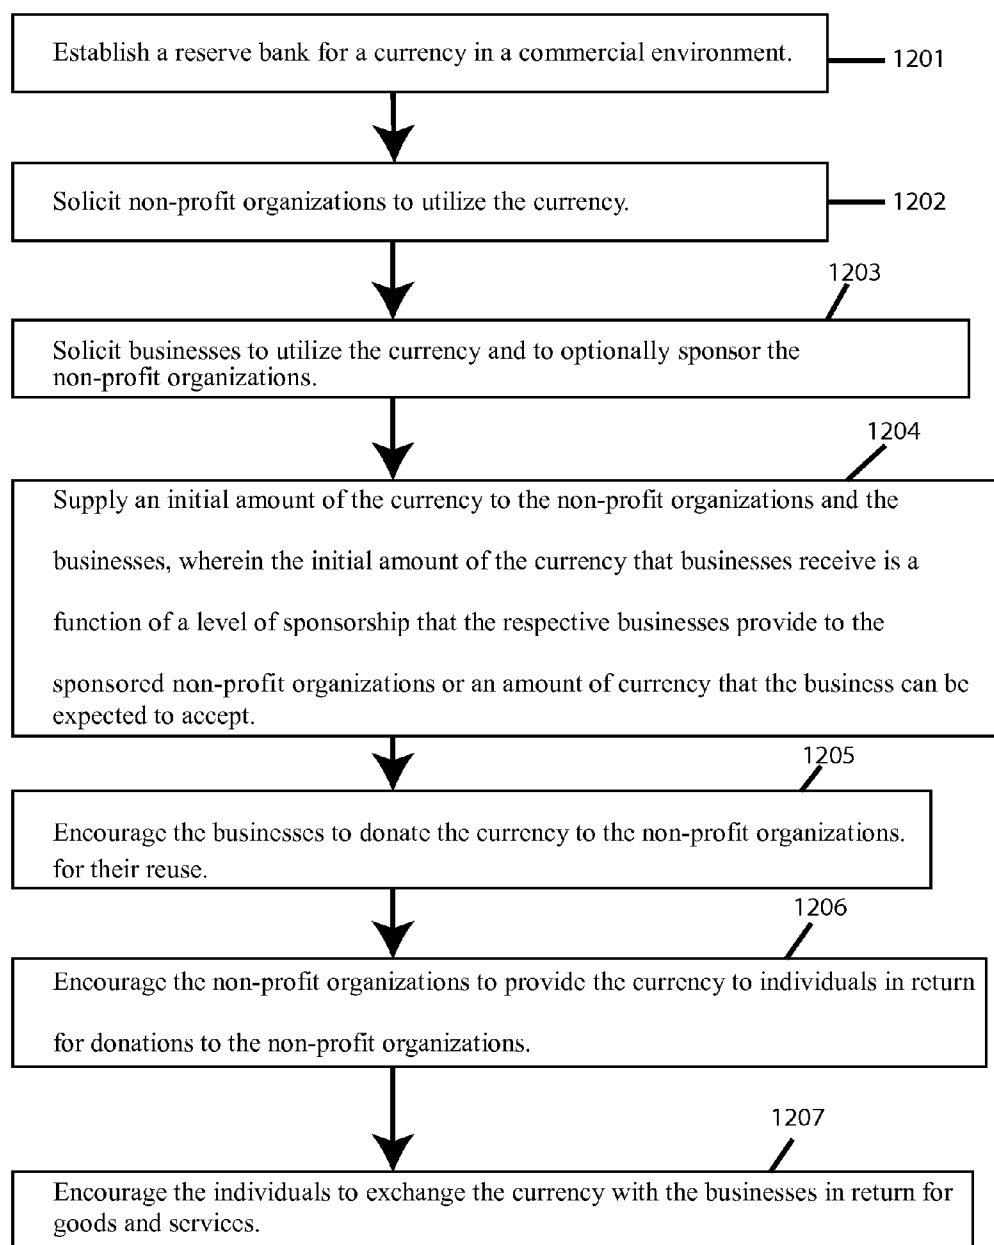 Establish a reserve bank for a currency in a commercial environment.
1201
Solicit non-profit organizations to utilize the currency.
1202
1203
Solicit businesses to utilize the currency and to optionally sponsor the
non-profit organizations.
1204
Supply an initial amount of the currency to the non-profit organizations and the
businesses, wherein the initial amount of the currency that businesses receive is a
function of a level of sponsorship that the respective businesses provide to the
sponsored non-profit organizations or an amount of currency that the business can be
expected to accept.
1205
Encourage the businesses to donate the currency to the non-profit organizations.
for their reuse.
1206
Encourage the non-profit organizations to provide the currency to individuals in return
for donations to the non-profit organizations.
1207
Encourage the individuals to exchange the currency with the businesses in return for
goods and services.